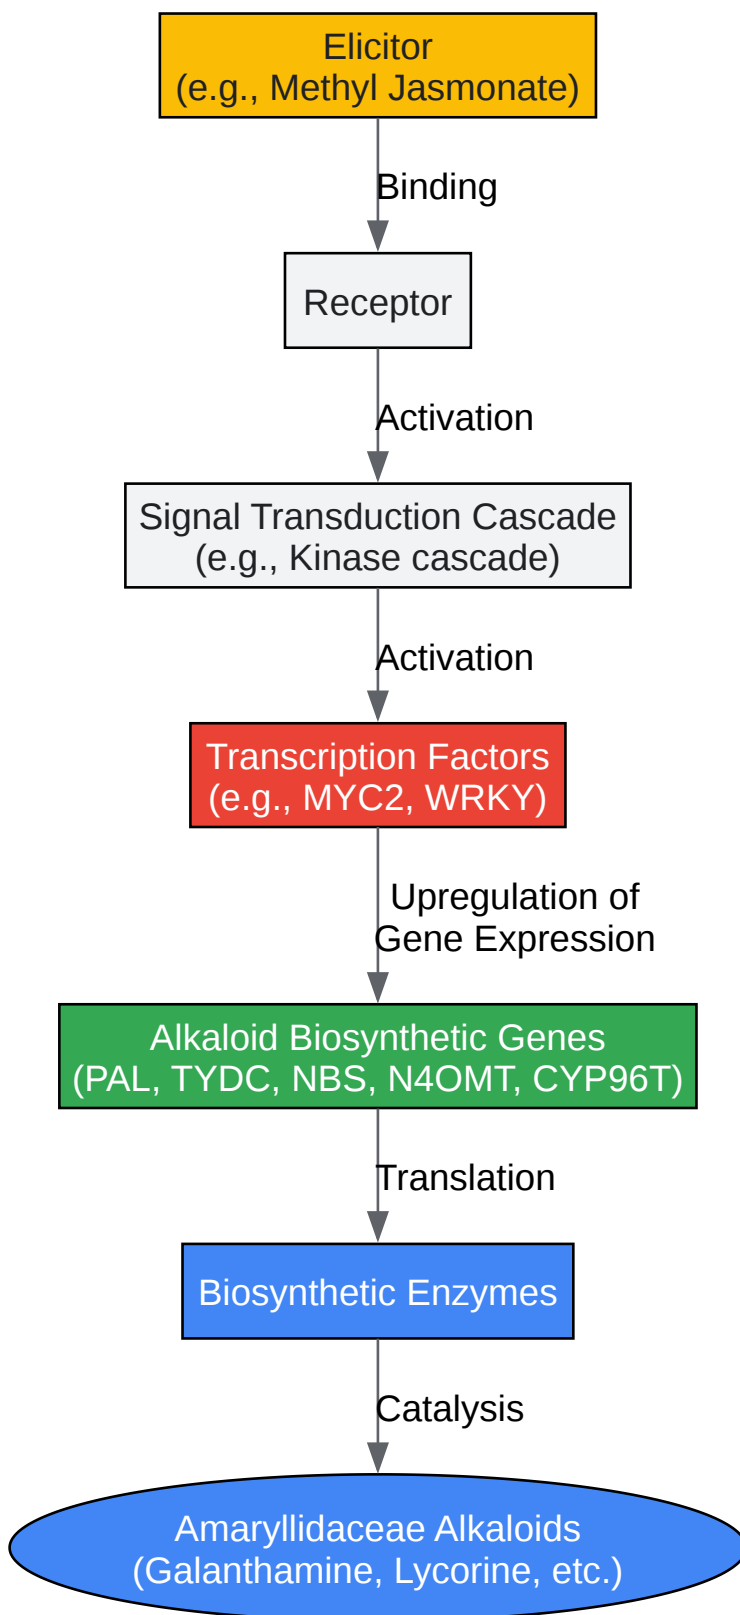 Elicitor
(e.g., Methyl Jasmonate)
Binding
Receptor
Activation
Signal Transduction Cascade
(e.g., Kinase cascade)
Activation
Transcription Factors
(e.g., MYC2, WRKY)
Upregulation of
Gene Expression
Alkaloid Biosynthetic Genes
(PAL, TYDC, NBS, N4OMT, CYP96T)
Translation
Biosynthetic Enzymes
Catalysis
Amaryllidaceae Alkaloids
(Galanthamine, Lycorine, etc.)